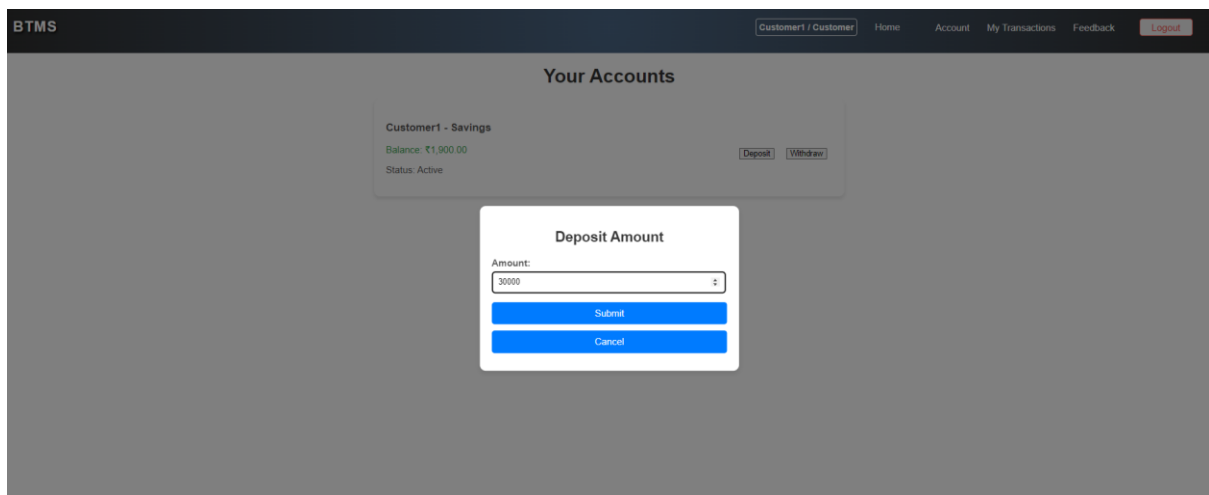 BTMS
Customer1 / Customer Home Account My Transactions Feedback Logout
Your Accounts
Customer1 - Savings
Balance: ₹1,900.00
Deposit Withdraw
Status: Active
Deposit Amount
Amount:
30000
Submit
Cancel